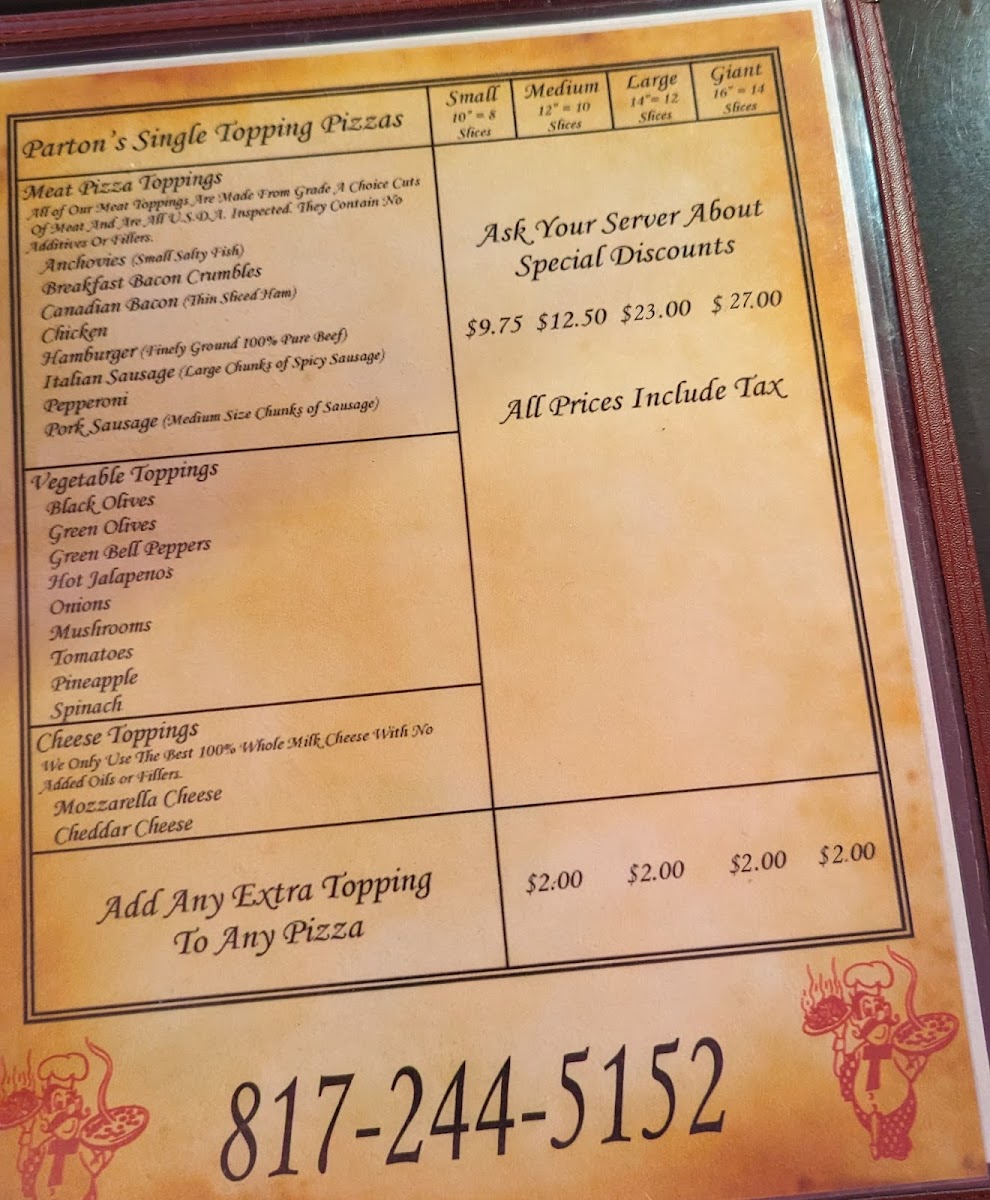 Parton's Single Topping Pizzas
Small
10" = 8
Slices
Medium
12" = 10
Slices
Large
14"= 12
Slices
Giant
16" = 14
Slices
Meat Pizza Toppings
All of Our Meat Toppings Are Made From Grade A Choice Cuts
Of Meat And Are All U.S.D.A. Inspected. They Contain No
Additives Or Fillers.
Anchovies (Small Salty Fish)
Breakfast Bacon Crumbles
Canadian Bacon (Thin Sliced Ham)
Chicken
Hamburger (Finely Ground 100% Pure Beef)
Italian Sausage (Large Chunks of Spicy Sausage)
Pepperoni
Pork Sausage (Medium Size Chunks of Sausage)
Ask Your Server About
Special Discounts
$9.75 $12.50 $23.00 $ 27.00
All Prices Include Tax
Vegetable Toppings
Black Olives
Green Olives
Green Bell Peppers
Hot Jalapenos
Onions
Mushrooms
Tomatoes
Pineapple
Spinach
Cheese Toppings
We Only Use The Best 100% Whole Milk Cheese With No
Added Oils or Fillers.
Mozzarella Cheese
Cheddar Cheese
Add Any Extra Topping
To Any Pizza
$2.00 $2.00 $2.00 $2.00
817-244-5152